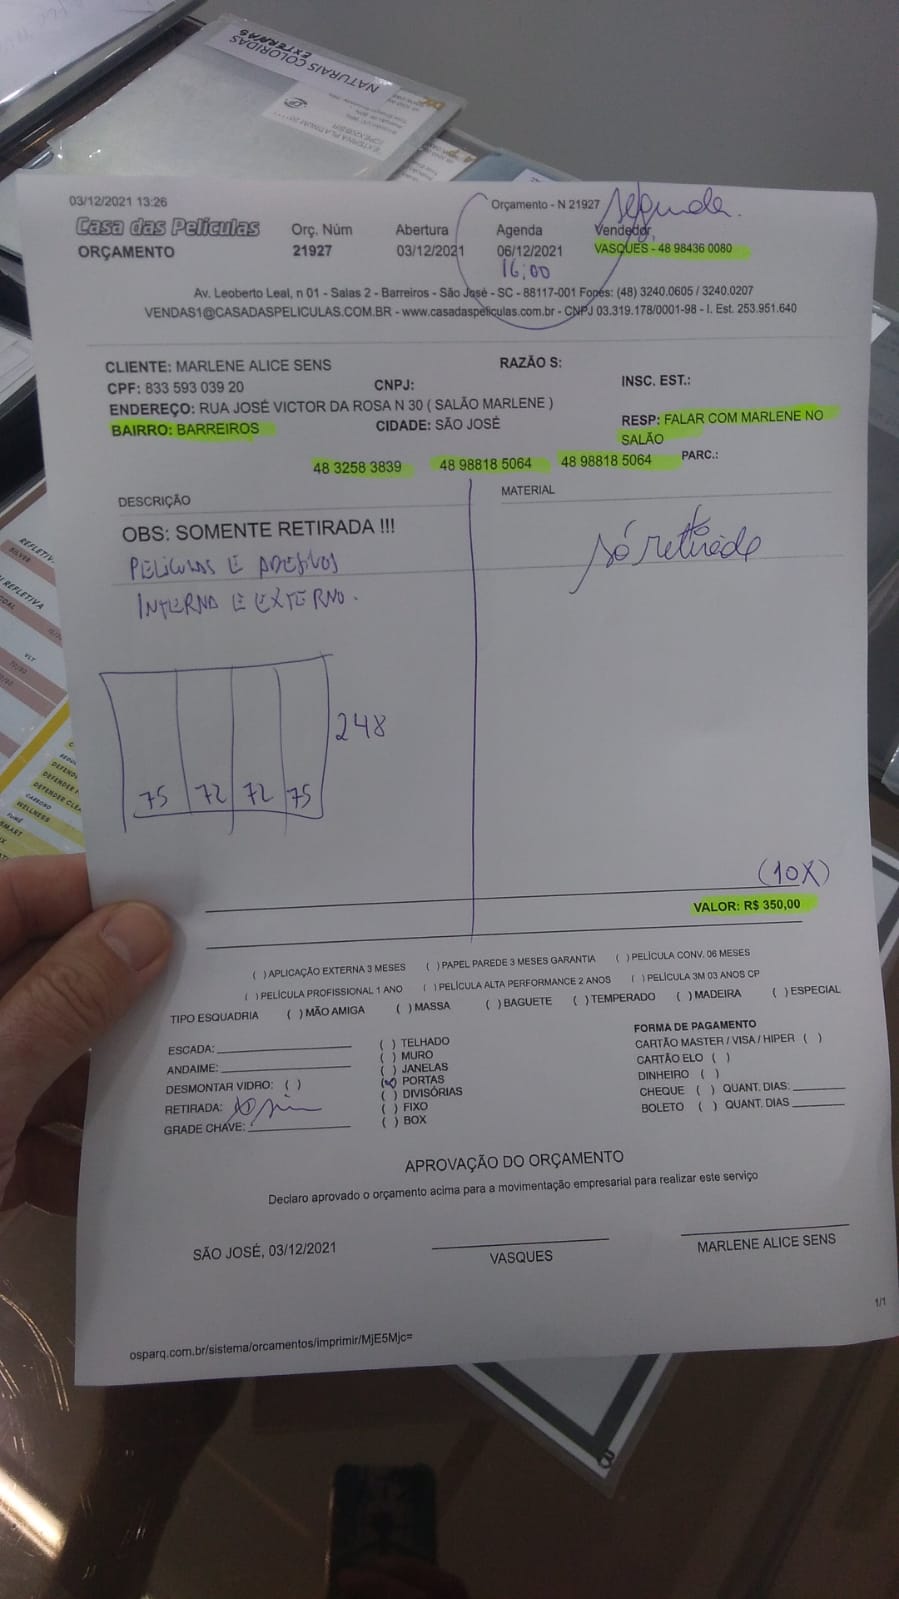 NATURAIS COLORIDAS
EXTERNAS
03/12/2021 13:26
Orçamento - N 21927
Segunda.
Casa das Películas
Orç. Núm
Abertura
Agenda
Vendedor
ORÇAMENTO
21927
03/12/2021
06/12/2021
VASQUES - 48 98436 0080
16:00
Av. Leoberto Leal, n 01 - Salas 2 - Barreiros - São José - SC - 88117-001 Fones: (48) 3240.0605 / 3240.0207
VENDAS1@CASADASPELICULAS.COM.BR - www.casadaspeliculas.com.br - CNPJ 03.319.178/0001-98 - I. Est. 253.951.640
CLIENTE: MARLENE ALICE SENS
RAZÃO S:
CPF: 833 593 039 20
CNPJ:
INSC. EST.:
ENDEREÇO: RUA JOSÉ VICTOR DA ROSA N 30 ( SALÃO MARLENE )
BAIRRO: BARREIROS
CIDADE: SÃO JOSÉ
RESP: FALAR COM MARLENE NO
SALÃO
48 3258 3839 48 98818 5064 48 98818 5064 PARC.:
DESCRIÇÃO
MATERIAL
OBS: SOMENTE RETIRADA !!!
PELÍCULAS E ADESIVOS
INTERNA E EXTERNO.
só retirada
248
75 72 72 75
(10X)
VALOR: R$ 350,00
( ) APLICAÇÃO EXTERNA 3 MESES ( ) PAPEL PAREDE 3 MESES GARANTIA ( ) PELÍCULA CONV. 06 MESES
( ) PELÍCULA PROFISSIONAL 1 ANO ( ) PELÍCULA ALTA PERFORMANCE 2 ANOS ( ) PELÍCULA 3M 03 ANOS CP
TIPO ESQUADRIA ( ) MÃO AMIGA ( ) MASSA ( ) BAGUETE ( ) TEMPERADO ( ) MADEIRA ( ) ESPECIAL
ESCADA:
ANDAIME:
DESMONTAR VIDRO: ( )
RETIRADA: Sim
GRADE CHAVE:
( ) TELHADO
( ) MURO
( ) JANELAS
(x) PORTAS
( ) DIVISÓRIAS
( ) FIXO
( ) BOX
FORMA DE PAGAMENTO
CARTÃO MASTER / VISA / HIPER ( )
CARTÃO ELO ( )
DINHEIRO ( )
CHEQUE ( ) QUANT. DIAS:
BOLETO ( ) QUANT. DIAS
APROVAÇÃO DO ORÇAMENTO
Declaro aprovado o orçamento acima para a movimentação empresarial para realizar este serviço
SÃO JOSÉ, 03/12/2021
VASQUES
MARLENE ALICE SENS
1/1
osparq.com.br/sistema/orcamentos/imprimir/MjE5Mjc=